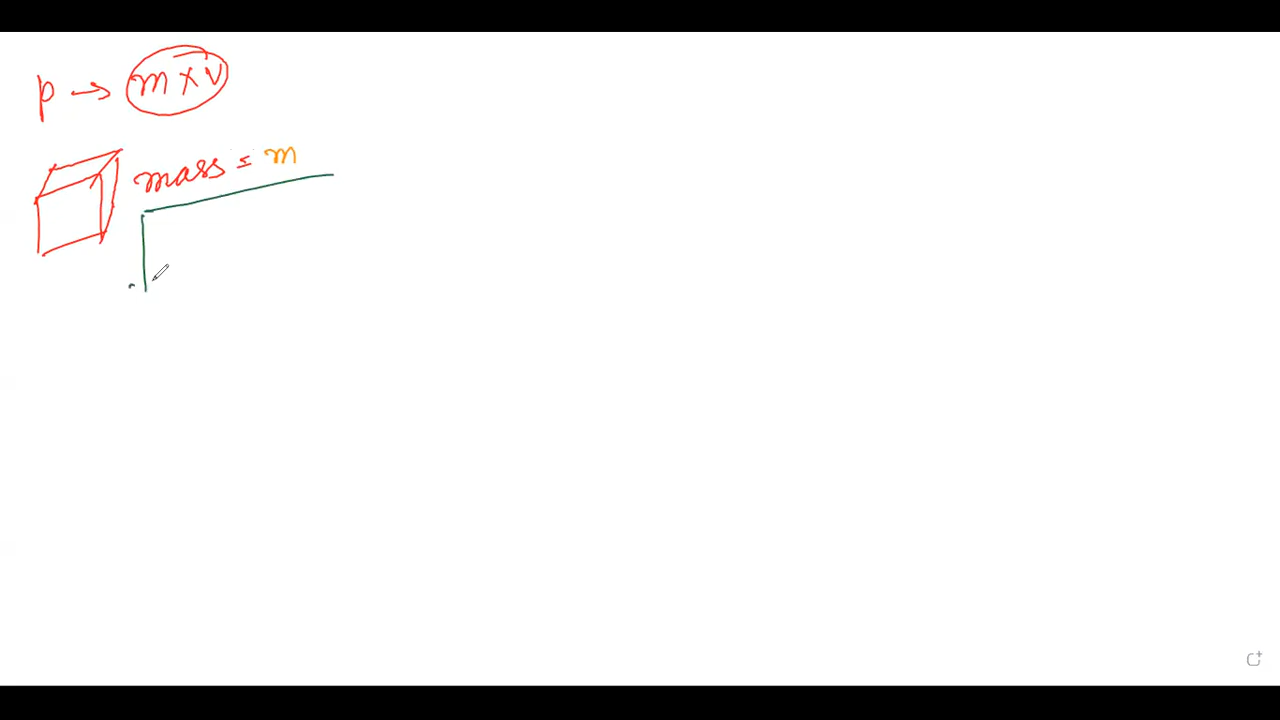 p → m × v
mass = m